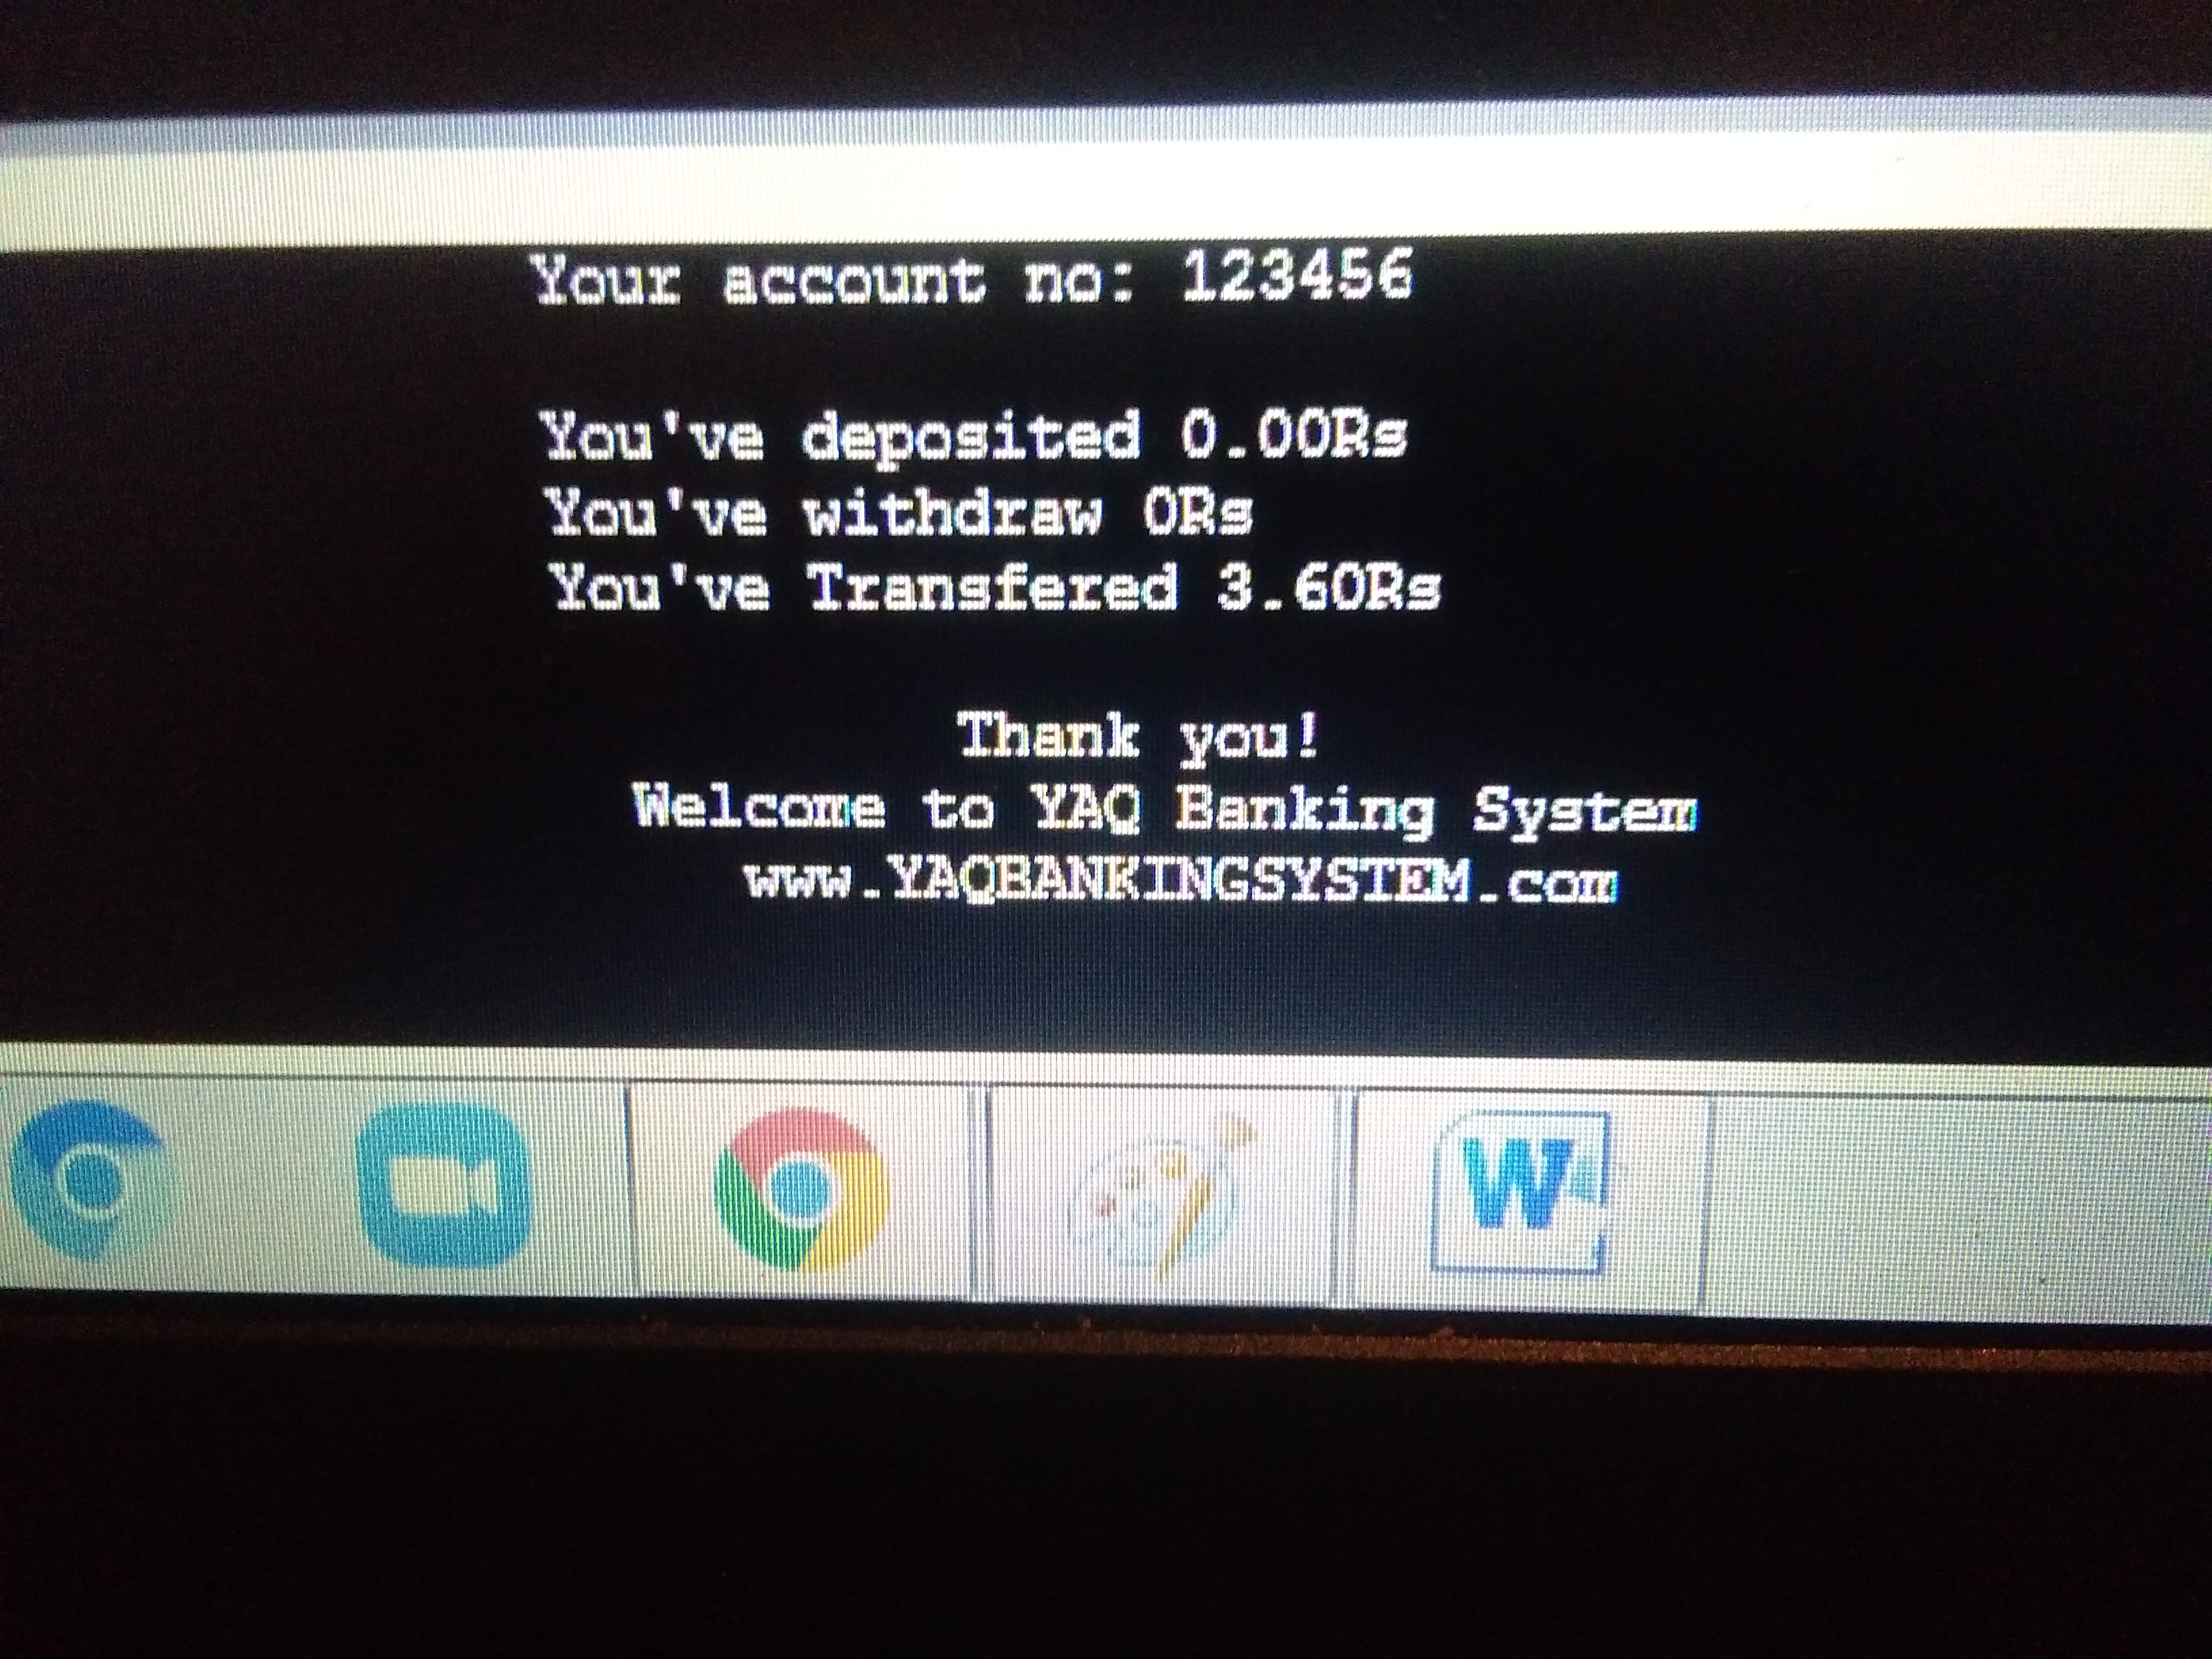 Your account no: 123456
You've deposited 0.00Rs
You've withdraw 0Rs
You've Transfered 3.60Rs
Thank you!
Welcome to YAQ Banking System
www.YAQBANKINGSYSTEM.com
W